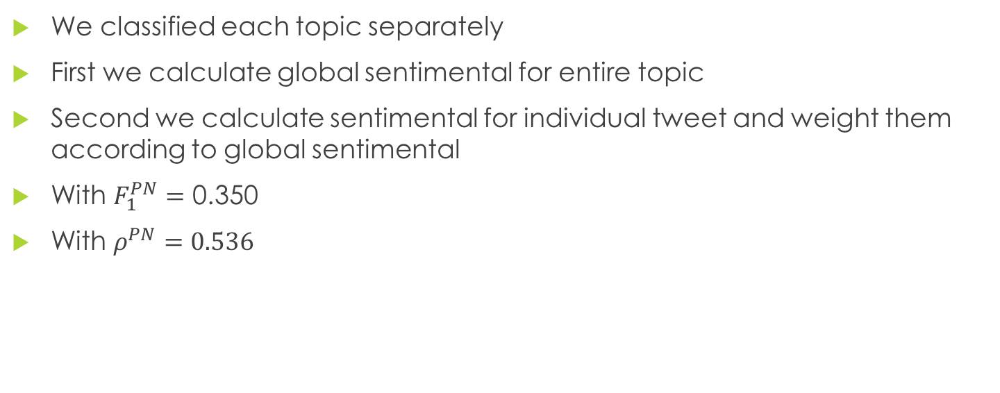 We classified each topic separately
First we calculate global sentimental for entire topic
Second we calculate sentimental for individual tweet and weight them
according to global sentimental
With $F_1^{PN}$ = 0.350
With $\rho^{PN}$ = 0.536